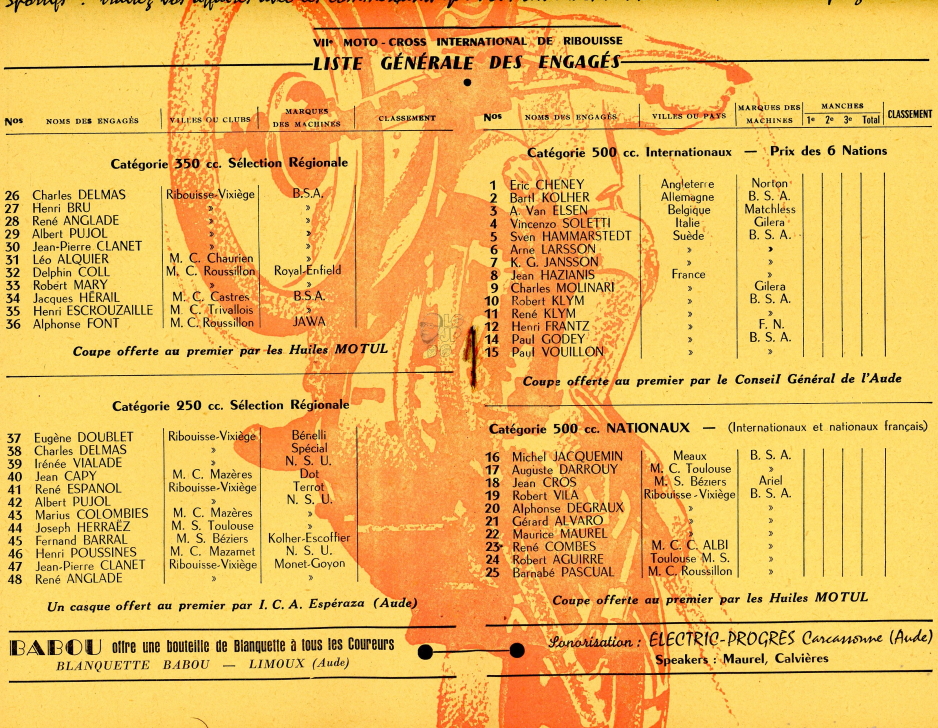 VIIe MOTO-CROSS INTERNATIONAL DE RIBOUISSE
LISTE GÉNÉRALE DES ENGAGÉS
Nos NOMS DES ENGAGÉS VILLES OU CLUBS MARQUES DES MACHINES CLASSEMENT
Catégorie 350 cc. Sélection Régionale
26 Charles DELMAS Ribouisse-Vixiège B.S.A.
27 Henri BRU » »
28 René ANGLADE » »
29 Albert PUJOL » »
30 Jean-Pierre CLANET » »
31 Léo ALQUIER M. C. Chaurien »
32 Delphin COLL M. C. Roussillon Royal-Enfield
33 Robert MARY » »
34 Jacques HÉRAIL M. C. Castres B.S.A.
35 Henri ESCROUZAILLE M. C. Trivallois »
36 Alphonse FONT M. C. Roussillon JAWA
Coupe offerte au premier par les Huiles MOTUL
Catégorie 250 cc. Sélection Régionale
37 Eugène DOUBLET Ribouisse-Vixiège Bénelli
38 Charles DELMAS » Spécial
39 Irénée VIALADE » N. S. U.
40 Jean CAPY M. C. Mazères Dot
41 René ESPANOL Ribouisse-Vixiège Terrot
42 Albert PUJOL » N. S. U.
43 Marius COLOMBIES M. C. Mazères »
44 Joseph HERRAËZ M. S. Toulouse »
45 Fernand BARRAL M. S. Béziers Kolher-Escoffier
46 Henri POUSSINES M. C. Mazamet N. S. U.
47 Jean-Pierre CLANET Ribouisse-Vixiège Monet-Goyon
48 René ANGLADE » »
Un casque offert au premier par I. C. A. Espéraza (Aude)
BABOU offre une bouteille de Blanquette à tous les Coureurs
BLANQUETTE BABOU — LIMOUX (Aude)
Nos NOMS DES ENGAGÉS VILLES OU PAYS MARQUES DES MACHINES MANCHES 1e 2e 3e Total CLASSEMENT
Catégorie 500 cc. Internationaux — Prix des 6 Nations
1 Eric CHENEY Angleterre Norton
2 Bartl KOLHER Allemagne B. S. A.
3 A. Van ELSEN Belgique Matchless
4 Vincenzo SOLETTI Italie Gilera
5 Sven HAMMARSTEDT Suède B. S. A.
6 Arne LARSSON » »
7 K. G. JANSSON » »
8 Jean HAZIANIS France »
9 Charles MOLINARI » Gilera
10 Robert KLYM » B. S. A.
11 René KLYM » »
12 Henri FRANTZ » F. N.
14 Paul GODEY » B. S. A.
15 Paul VOUILLON » »
Coupe offerte au premier par le Conseil Général de l'Aude
Catégorie 500 cc. NATIONAUX — (Internationaux et nationaux français)
16 Michel JACQUEMIN Meaux B. S. A.
17 Auguste DARROUY M. C. Toulouse »
18 Jean CROS M. S. Béziers Ariel
19 Robert VILA Ribouisse-Vixiège B. S. A.
20 Alphonse DEGRAUX » »
21 Gérard ALVARO » »
22 Maurice MAUREL » »
23 René COMBES M. C. C. ALBI »
24 Robert AGUIRRE Toulouse M. S. »
25 Barnabé PASCUAL M. C. Roussillon »
Coupe offerte au premier par les Huiles MOTUL
Sonorisation : ELECTRIC-PROGRÈS Carcassonne (Aude)
Speakers : Maurel, Calvières